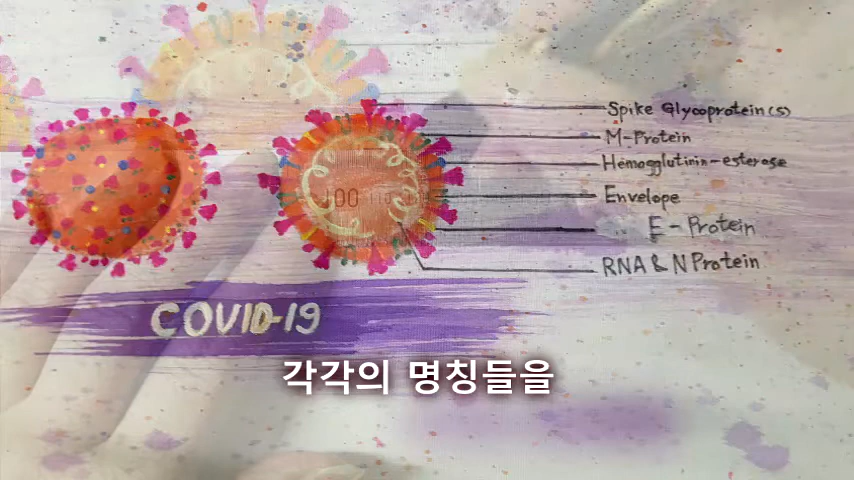 Spike Glycoprotein(s)
M-Protein
Hemagglutinin-esterase
Envelope
E-Protein
RNA & N Protein
COVID-19
각각의 명칭들을